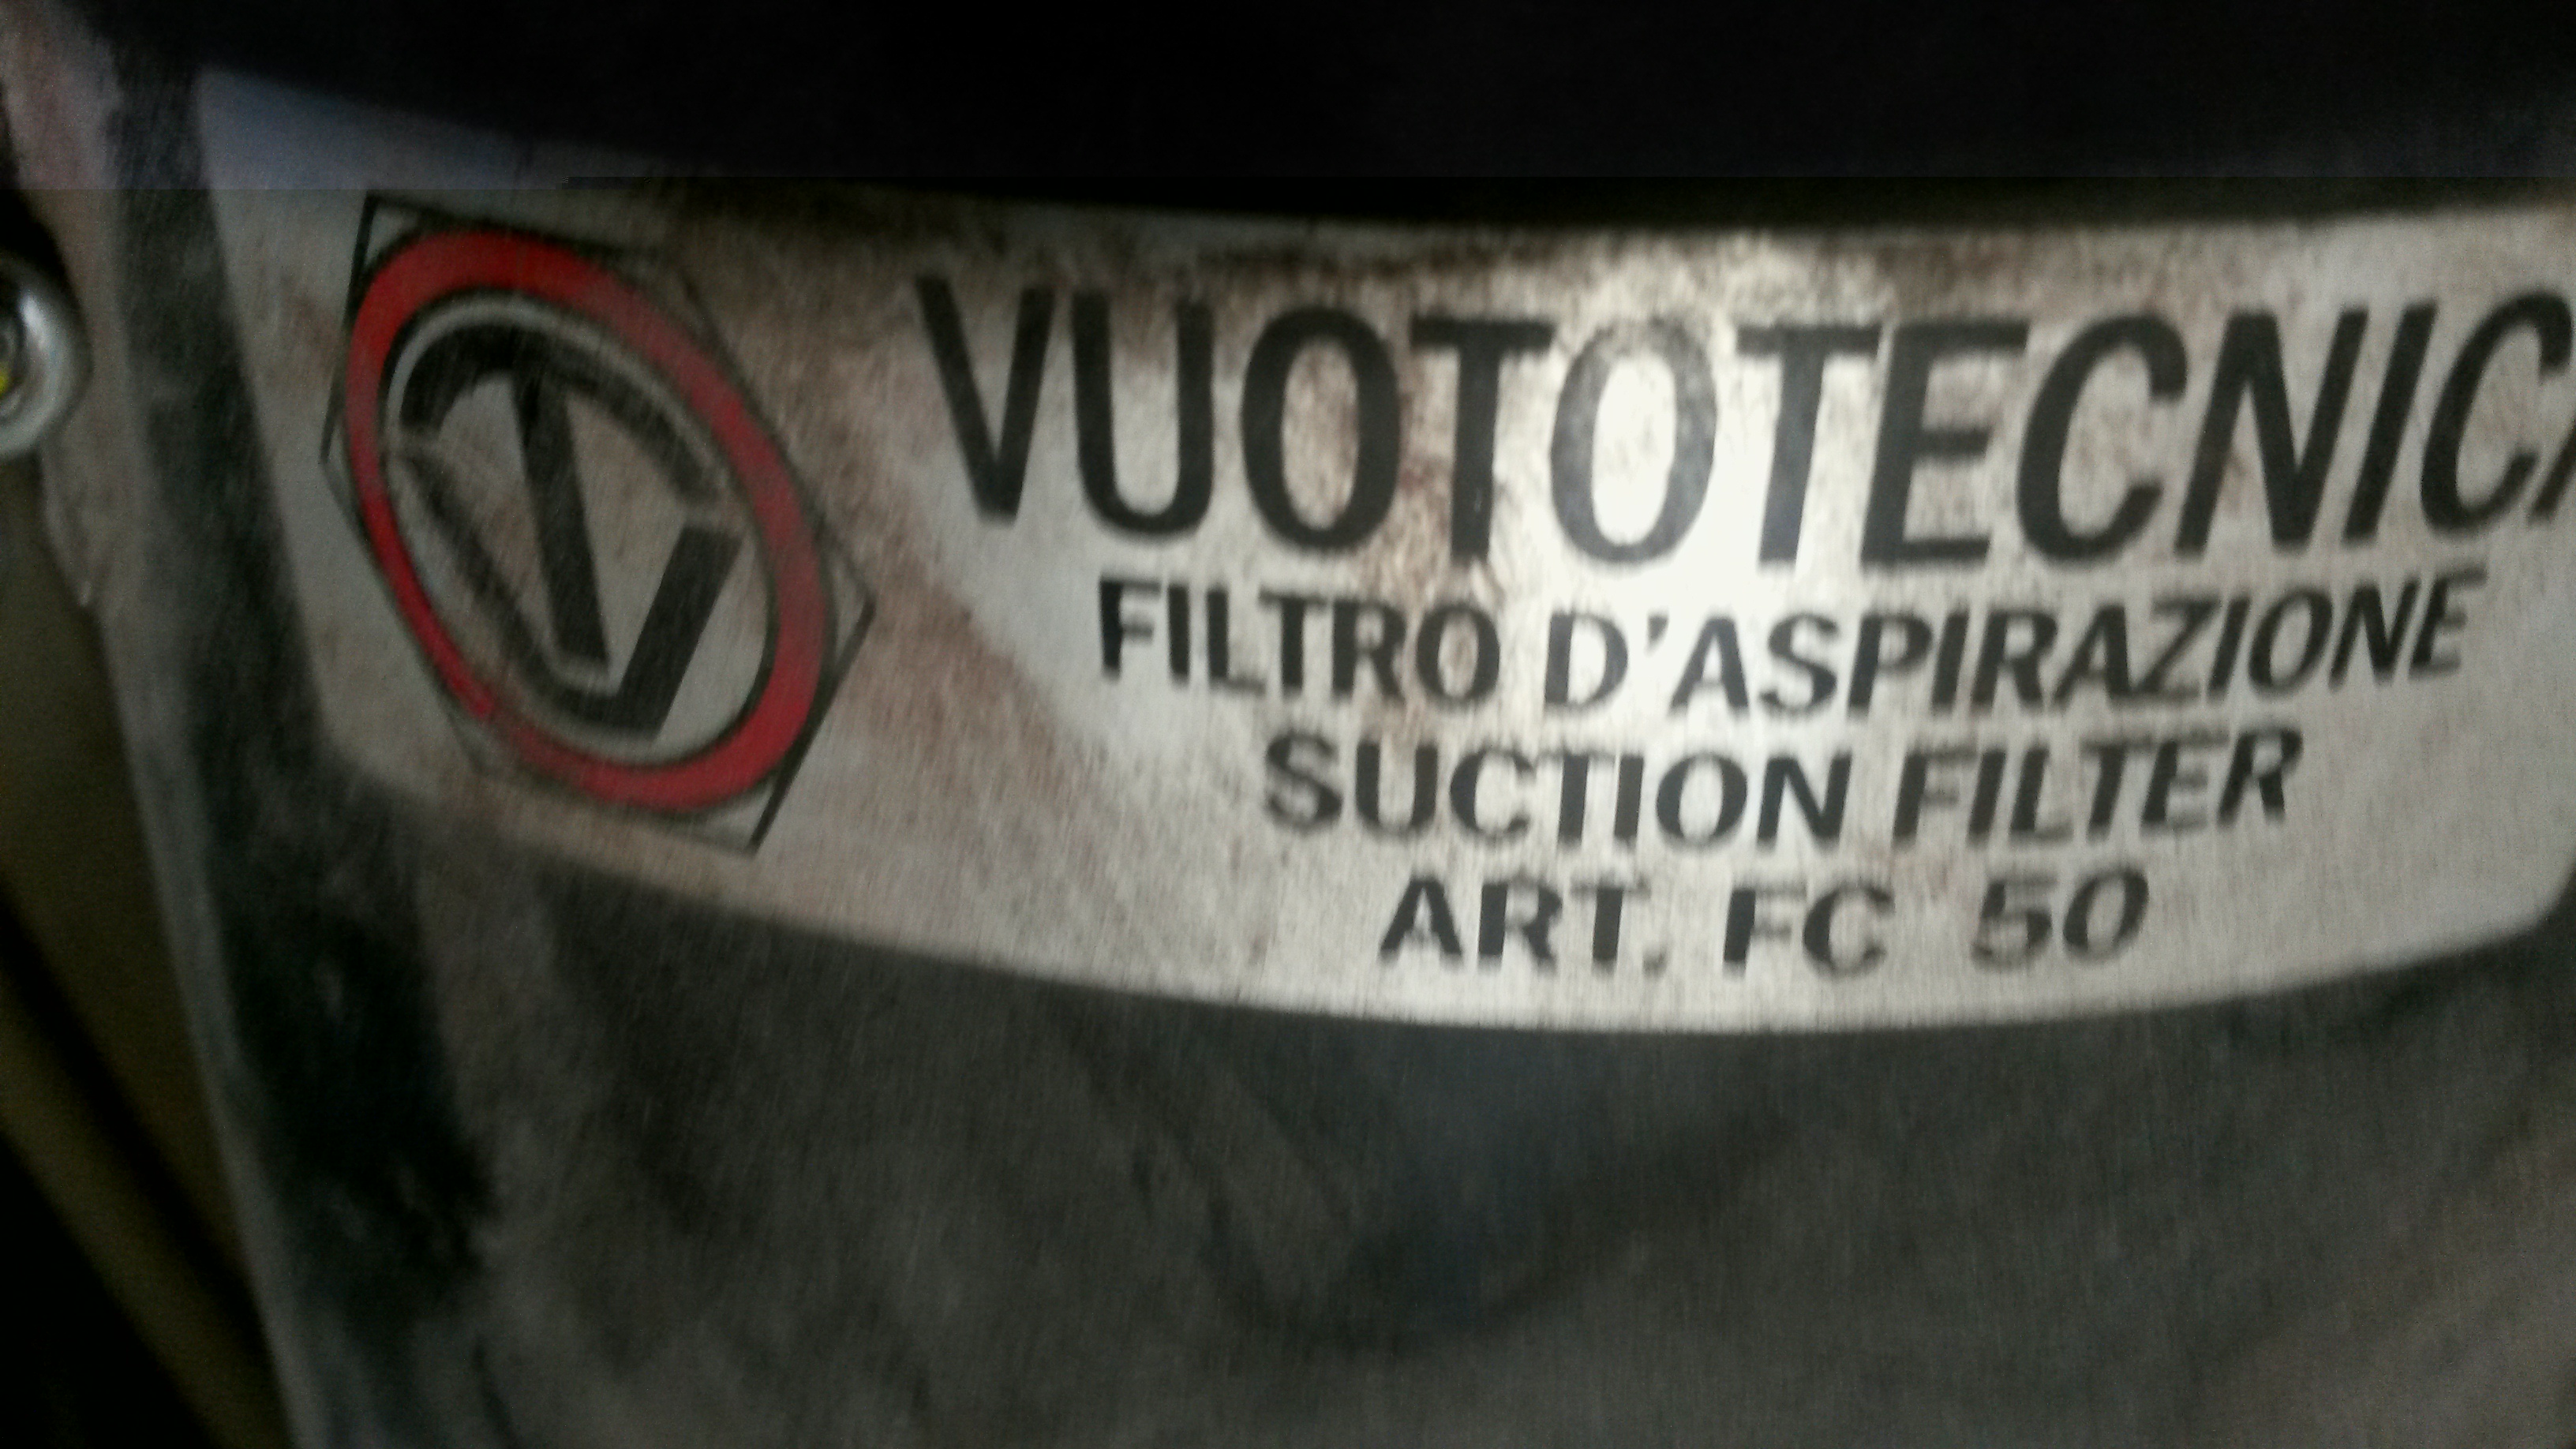 VUOTOTECNICA
FILTRO D'ASPIRAZIONE
SUCTION FILTER
ART. FC 50